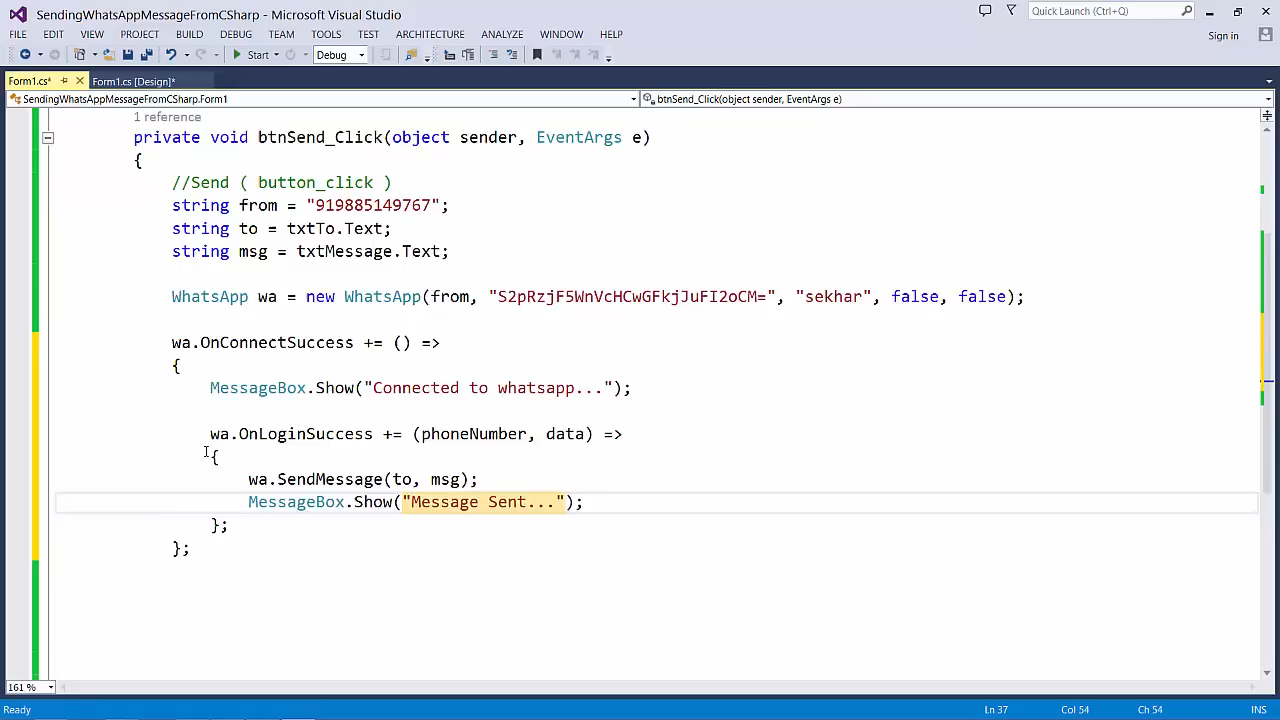 SendingWhatsAppMessageFromCSharp - Microsoft Visual Studio
Quick Launch (Ctrl+Q)
FILE EDIT VIEW PROJECT BUILD DEBUG TEAM TOOLS TEST ARCHITECTURE ANALYZE WINDOW HELP
Sign in
Start Debug
Form1.cs* Form1.cs [Design]*
SendingWhatsAppMessageFromCSharp.Form1 btnSend_Click(object sender, EventArgs e)
1 reference
private void btnSend_Click(object sender, EventArgs e)
{
//Send ( button_click )
string from = "919885149767";
string to = txtTo.Text;
string msg = txtMessage.Text;
WhatsApp wa = new WhatsApp(from, "S2pRzjF5WnVcHCwGFkjJuFI2oCM=", "sekhar", false, false);
wa.OnConnectSuccess += () =>
{
MessageBox.Show("Connected to whatsapp...");
wa.OnLoginSuccess += (phoneNumber, data) =>
{
wa.SendMessage(to, msg);
MessageBox.Show("Message Sent...");
};
};
161 %
Ready Ln 37 Col 54 Ch 54 INS